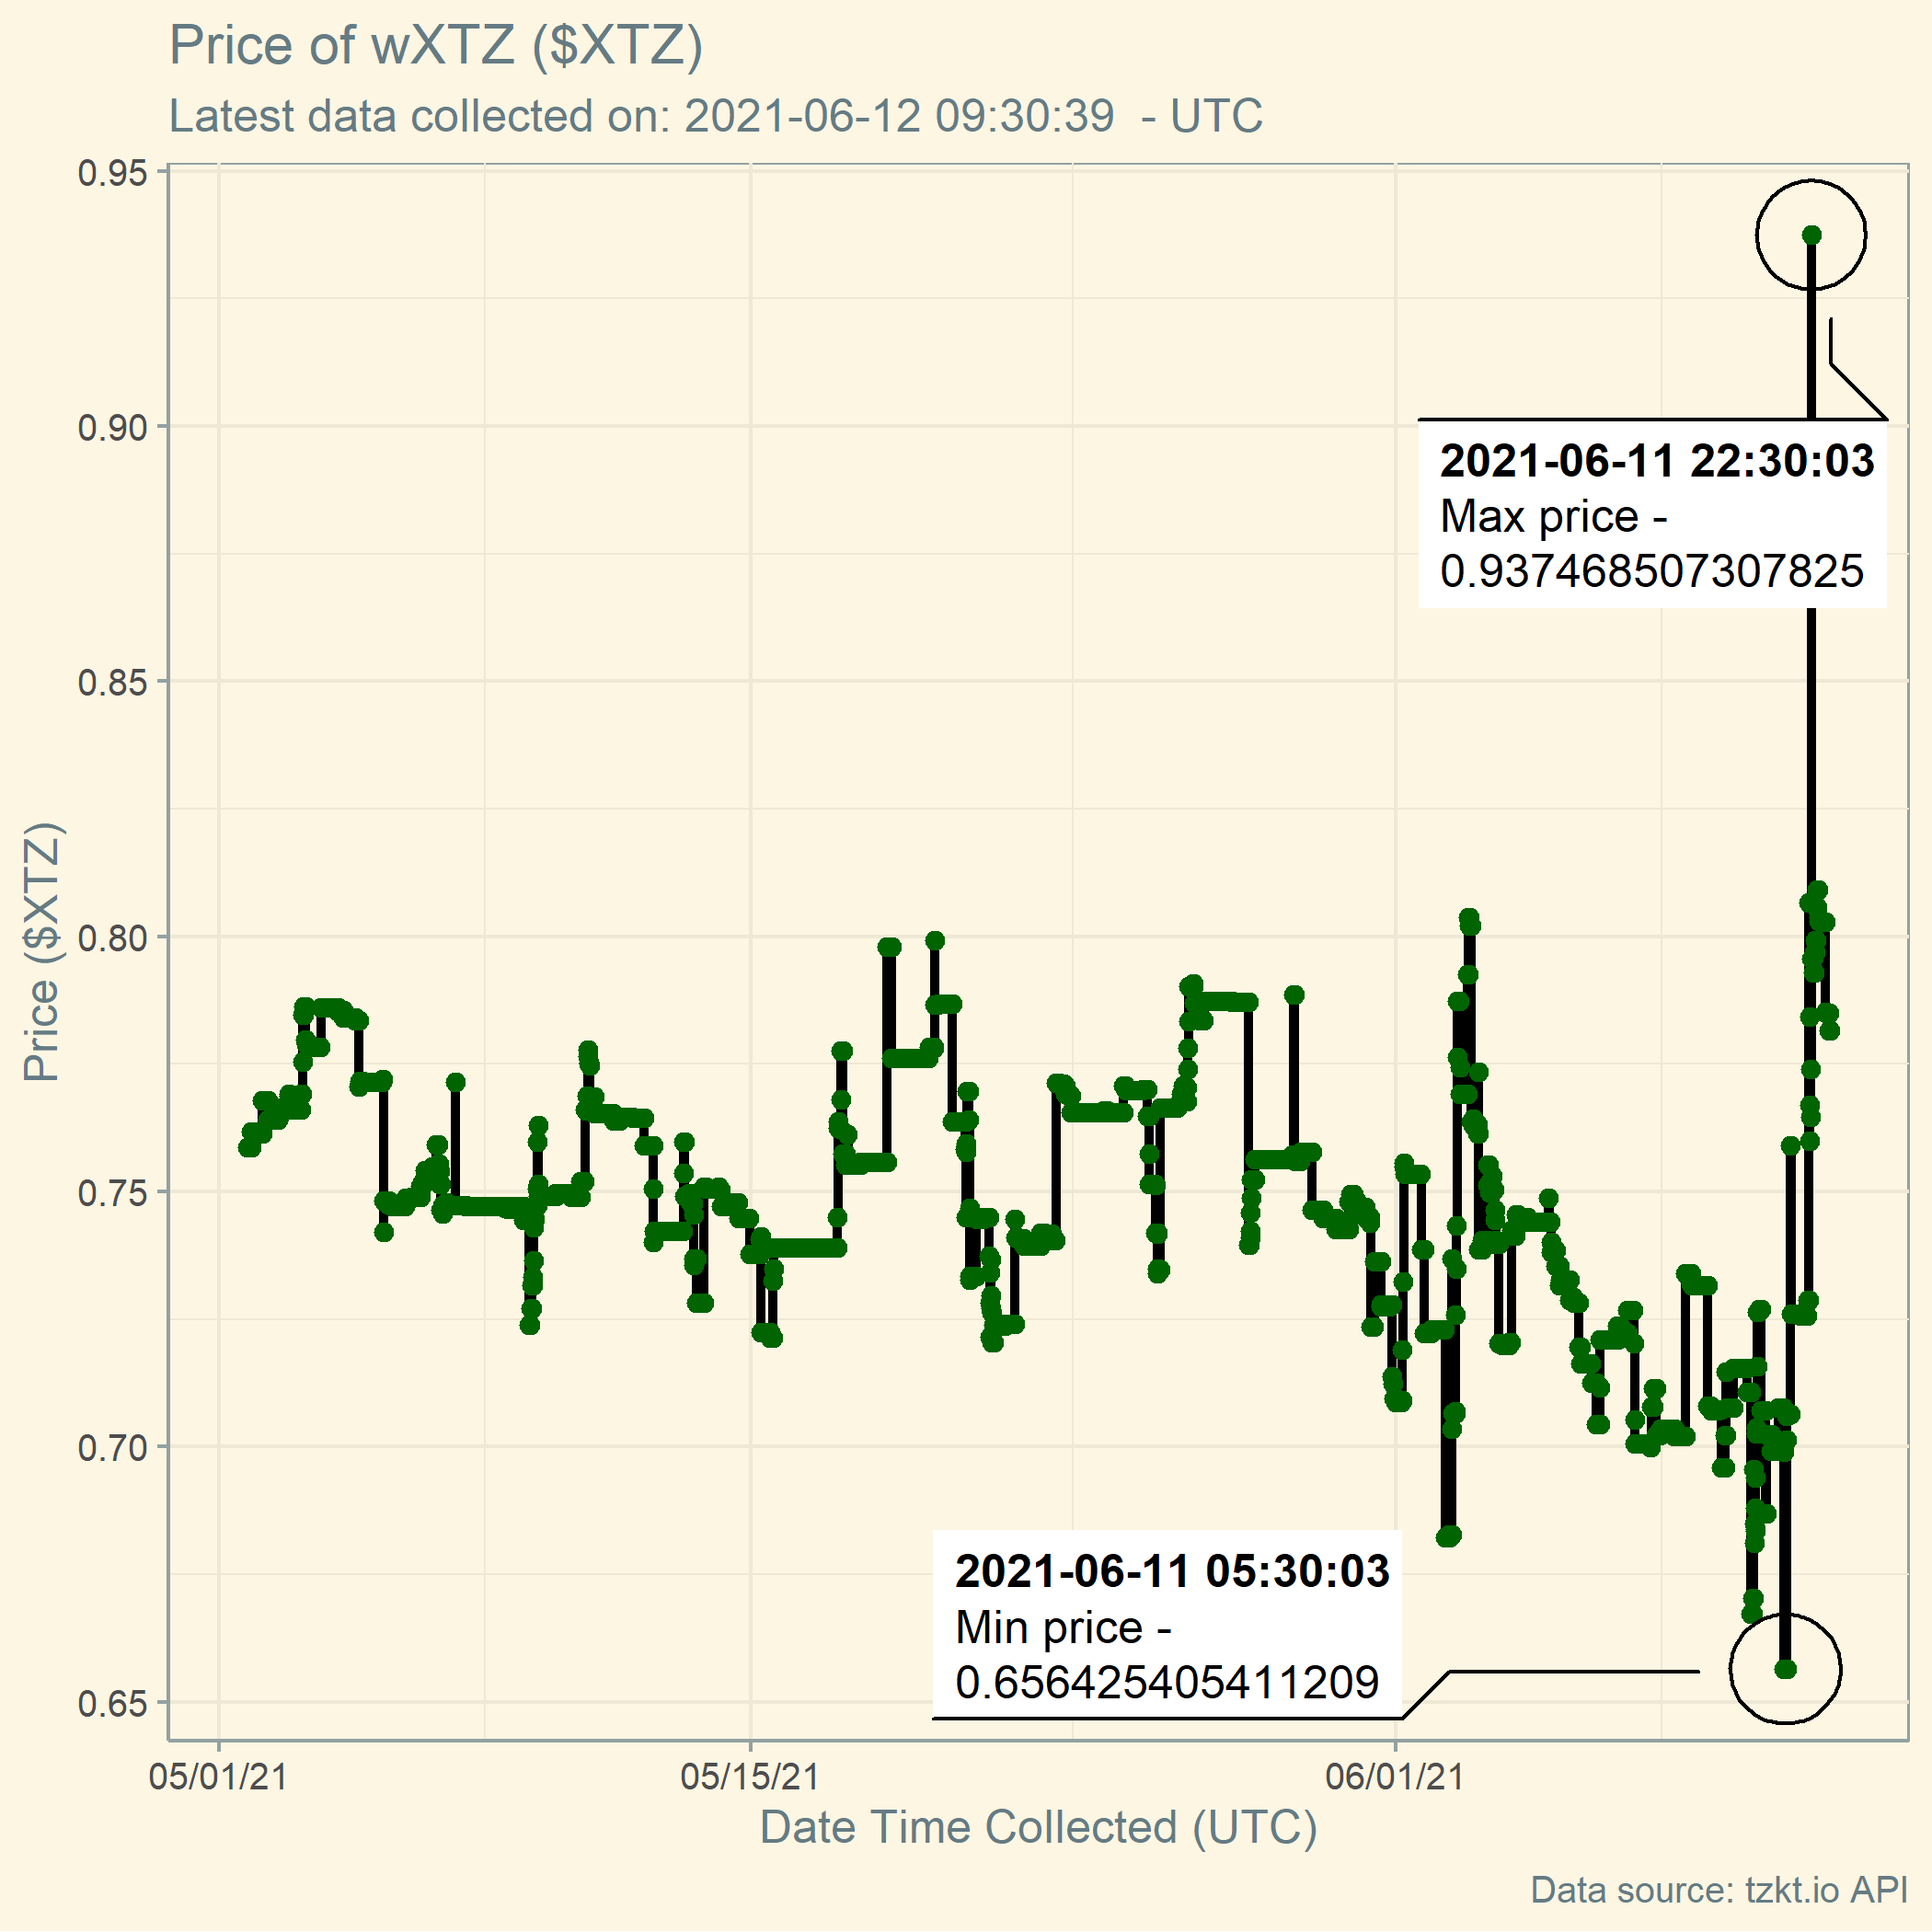 Price of wXTZ ($XTZ)
Latest data collected on: 2021-06-12 09:30:39  - UTC
0.95
0.90
0.85
0.80
0.75
0.70
0.65
Price ($XTZ)
2021-06-11 22:30:03
Max price -
0.937468507307825
2021-06-11 05:30:03
Min price -
0.656425405411209
05/01/21
05/15/21
06/01/21
Date Time Collected (UTC)
Data source: tzkt.io API